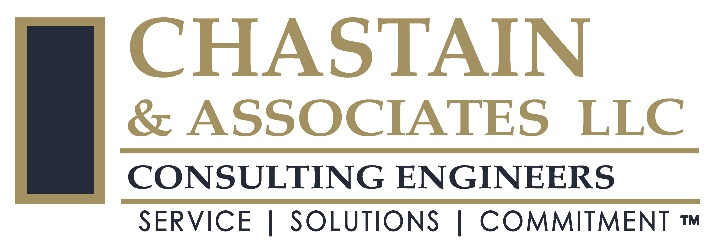 CHASTAIN
& ASSOCIATES LLC
CONSULTING ENGINEERS
SERVICE | SOLUTIONS | COMMITMENT ™